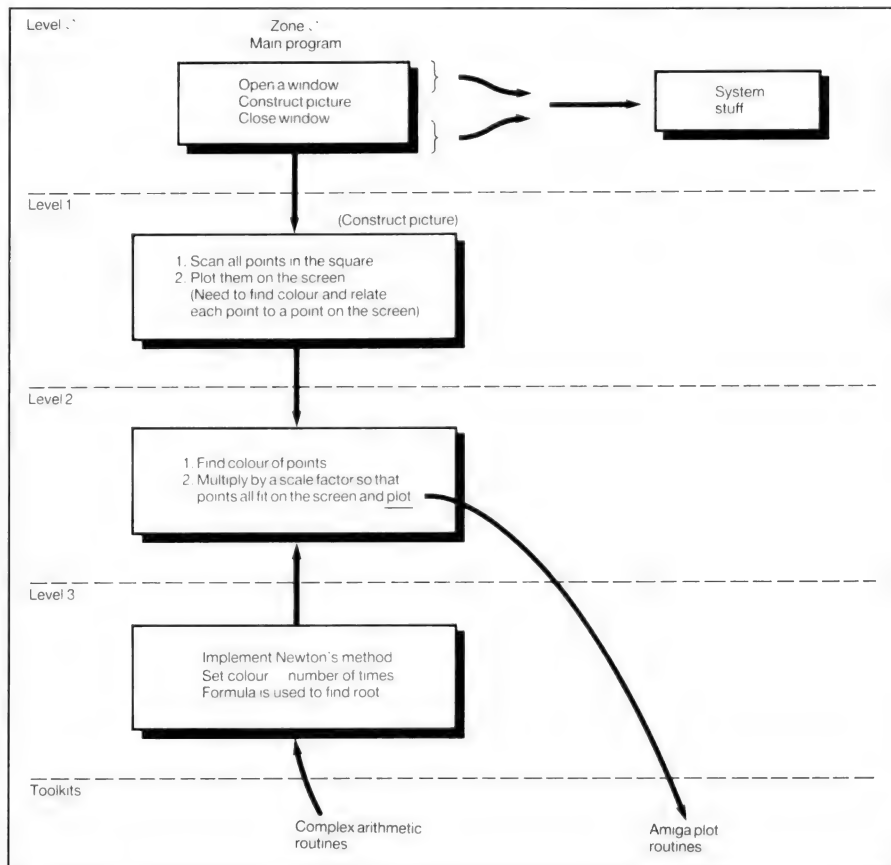 Level
Zone
Main program
Open a window
Construct picture
Close window
System
stuff
Level 1
(Construct picture)
1. Scan all points in the square
2. Plot them on the screen
(Need to find colour and relate
each point to a point on the screen)
Level 2
1. Find colour of points
2. Multiply by a scale factor so that
points all fit on the screen and plot
Level 3
Implement Newton's method
Set colour number of times
Formula is used to find root
Toolkits
Complex arithmetic
routines
Amiga plot
routines